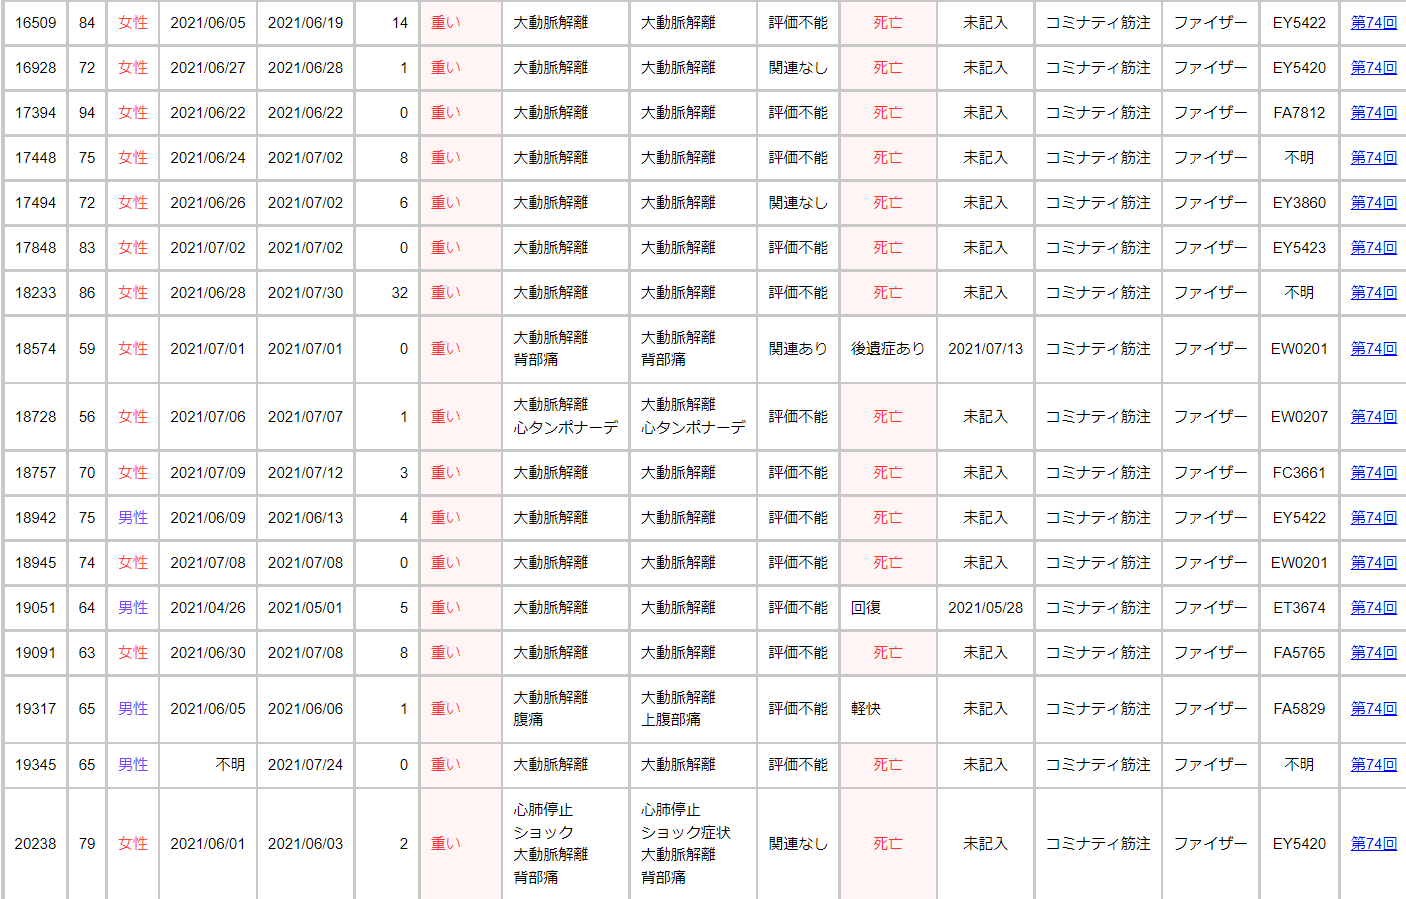 16509 84 女性 2021/06/05 2021/06/19 14 重い 大動脈解離 大動脈解離 評価不能 死亡 未記入 コミナティ筋注 ファイザー EY5422 第74回
16928 72 女性 2021/06/27 2021/06/28 1 重い 大動脈解離 大動脈解離 関連なし 死亡 未記入 コミナティ筋注 ファイザー EY5420 第74回
17394 94 女性 2021/06/22 2021/06/22 0 重い 大動脈解離 大動脈解離 評価不能 死亡 未記入 コミナティ筋注 ファイザー FA7812 第74回
17448 75 女性 2021/06/24 2021/07/02 8 重い 大動脈解離 大動脈解離 評価不能 死亡 未記入 コミナティ筋注 ファイザー 不明 第74回
17494 72 女性 2021/06/26 2021/07/02 6 重い 大動脈解離 大動脈解離 関連なし 死亡 未記入 コミナティ筋注 ファイザー EY3860 第74回
17848 83 女性 2021/07/02 2021/07/02 0 重い 大動脈解離 大動脈解離 評価不能 死亡 未記入 コミナティ筋注 ファイザー EY5423 第74回
18233 86 女性 2021/06/28 2021/07/30 32 重い 大動脈解離 大動脈解離 評価不能 死亡 未記入 コミナティ筋注 ファイザー 不明 第74回
大動脈解離 大動脈解離
18574 59 女性 2021/07/01 2021/07/01 0 重い 関連あり 後遺症あり 2021/07/13 コミナティ筋注 ファイザー EW0201 第74回
背部痛 背部痛
大動脈解離 大動脈解離
18728 56 女性 2021/07/06 2021/07/07 1 重い 評価不能 死亡 未記入 コミナティ筋注 ファイザー EW0207 第74回
心タンポナーデ 心タンポナーデ
18757 70 女性 2021/07/09 2021/07/12 3 重い 大動脈解離 大動脈解離 評価不能 死亡 未記入 コミナティ筋注 ファイザー FC3661 第74回
18942 75 男性 2021/06/09 2021/06/13 4 重い 大動脈解離 大動脈解離 評価不能 死亡 未記入 コミナティ筋注 ファイザー EY5422 第74回
18945 74 女性 2021/07/08 2021/07/08 0 重い 大動脈解離 大動脈解離 評価不能 死亡 未記入 コミナティ筋注 ファイザー EW0201 第74回
19051 64 男性 2021/04/26 2021/05/01 5 重い 大動脈解離 大動脈解離 評価不能 回復 2021/05/28 コミナティ筋注 ファイザー ET3674 第74回
19091 63 女性 2021/06/30 2021/07/08 8 重い 大動脈解離 大動脈解離 評価不能 死亡 未記入 コミナティ筋注 ファイザー FA5765 第74回
大動脈解離 大動脈解離
19317 65 男性 2021/06/05 2021/06/06 1 重い 評価不能 軽快 未記入 コミナティ筋注 ファイザー FA5829 第74回
腹痛 上腹部痛
19345 65 男性 不明 2021/07/24 0 重い 大動脈解離 大動脈解離 評価不能 死亡 未記入 コミナティ筋注 ファイザー 不明 第74回
心肺停止 心肺停止
ショック ショック症状
20238 79 女性 2021/06/01 2021/06/03 2 重い 関連なし 死亡 未記入 コミナティ筋注 ファイザー EY5420 第74回
大動脈解離 大動脈解離
背部痛 背部痛